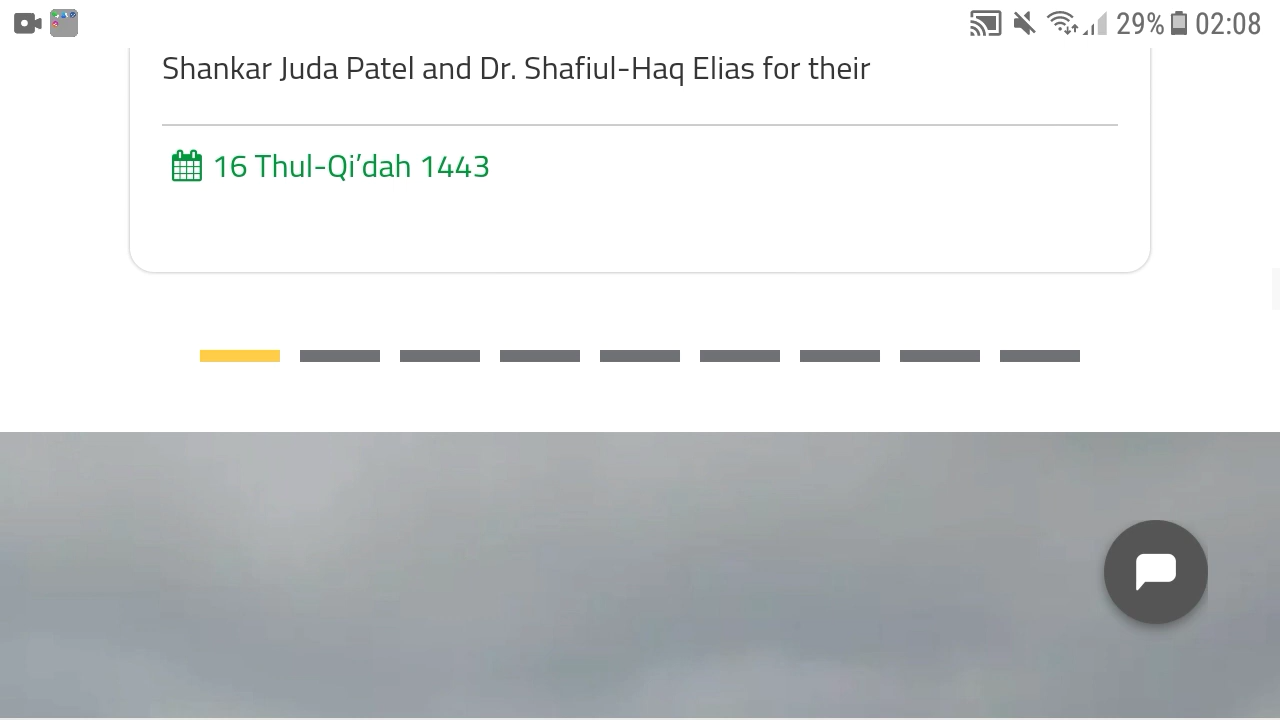 29% 02:08
Shankar Juda Patel and Dr. Shafiul-Haq Elias for their
16 Thul-Qi’dah 1443